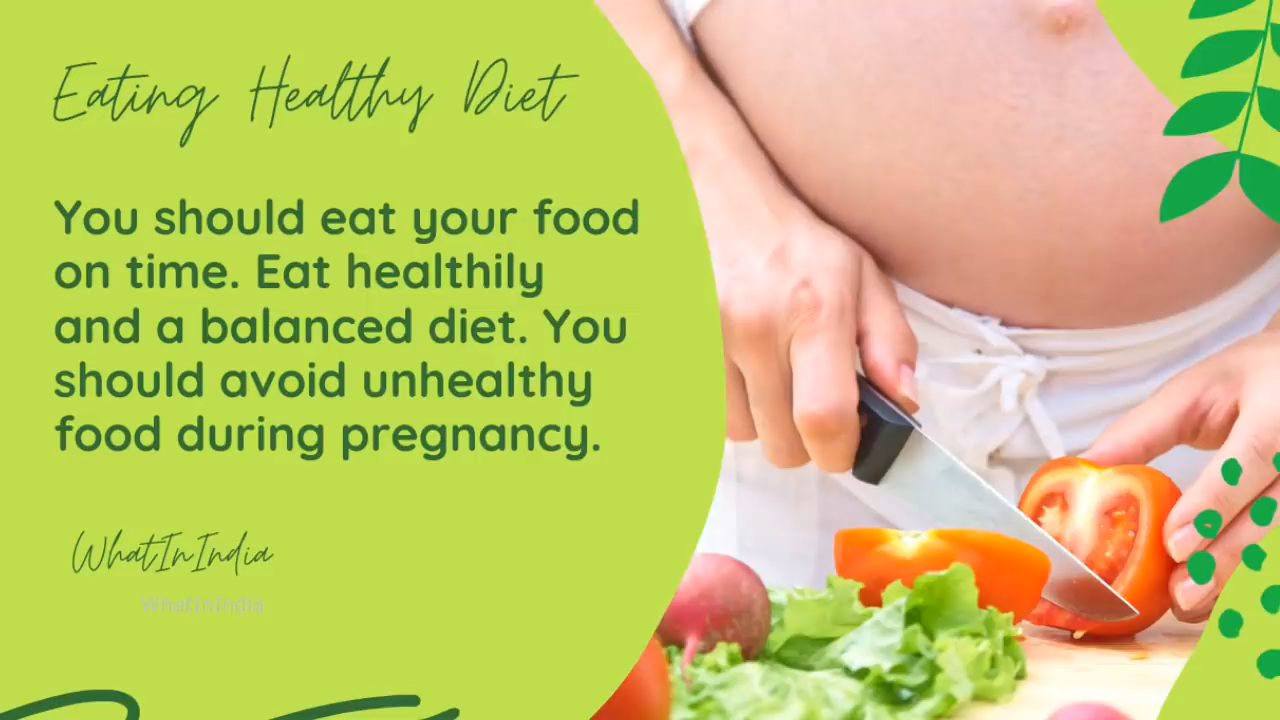 Eating Healthy Diet
You should eat your food
on time. Eat healthily
and a balanced diet. You
should avoid unhealthy
food during pregnancy.
WhatInIndia
WhatInIndia